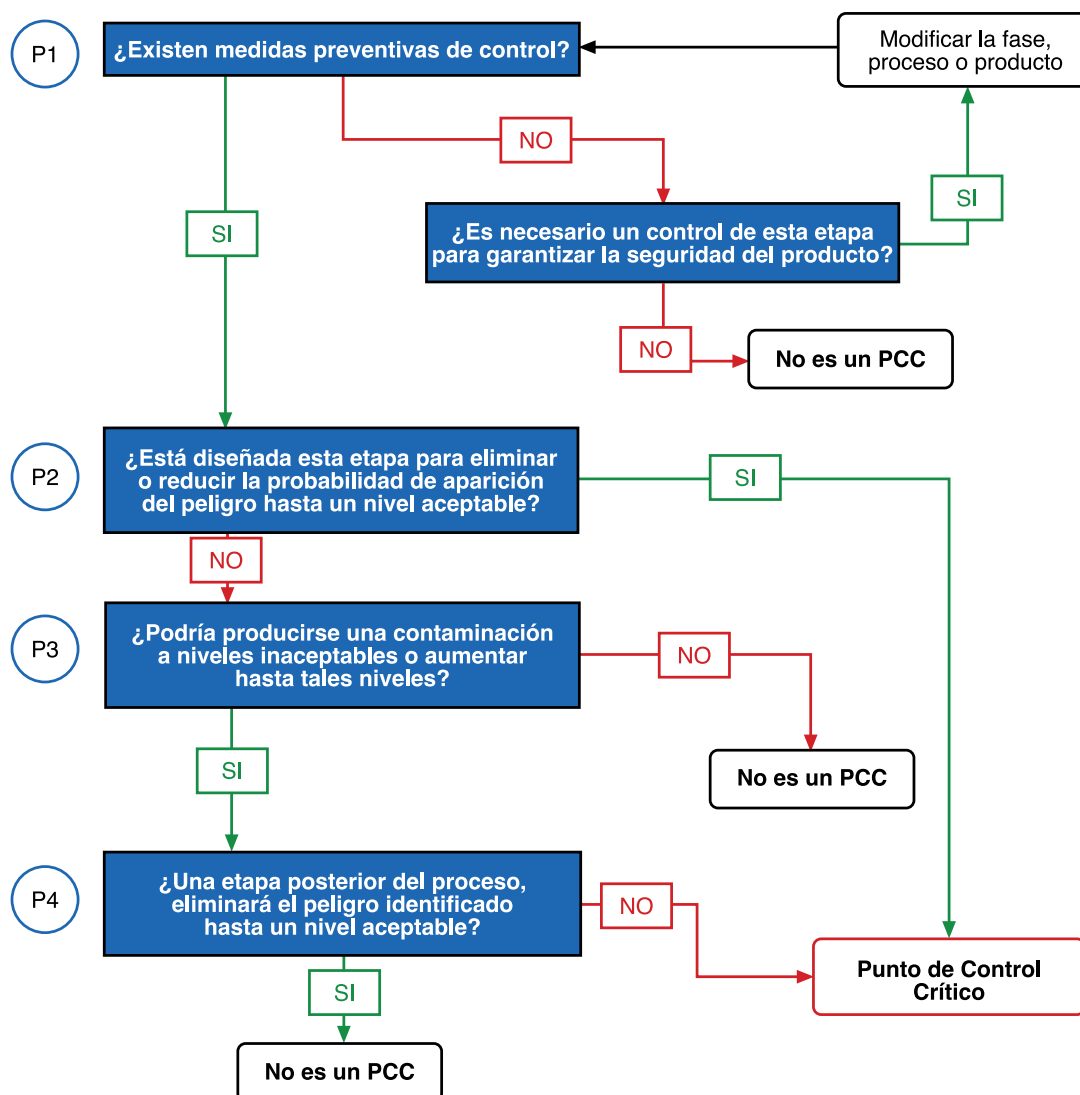 P1
¿Existen medidas preventivas de control?
Modificar la fase,
proceso o producto
NO
SI
SI
¿Es necesario un control de esta etapa
para garantizar la seguridad del producto?
NO
No es un PCC
P2
¿Está diseñada esta etapa para eliminar
o reducir la probabilidad de aparición
del peligro hasta un nivel aceptable?
SI
NO
P3
¿Podría producirse una contaminación
a niveles inaceptables o aumentar
hasta tales niveles?
NO
SI
No es un PCC
P4
¿Una etapa posterior del proceso,
eliminará el peligro identificado
hasta un nivel aceptable?
NO
Punto de Control
Crítico
SI
No es un PCC